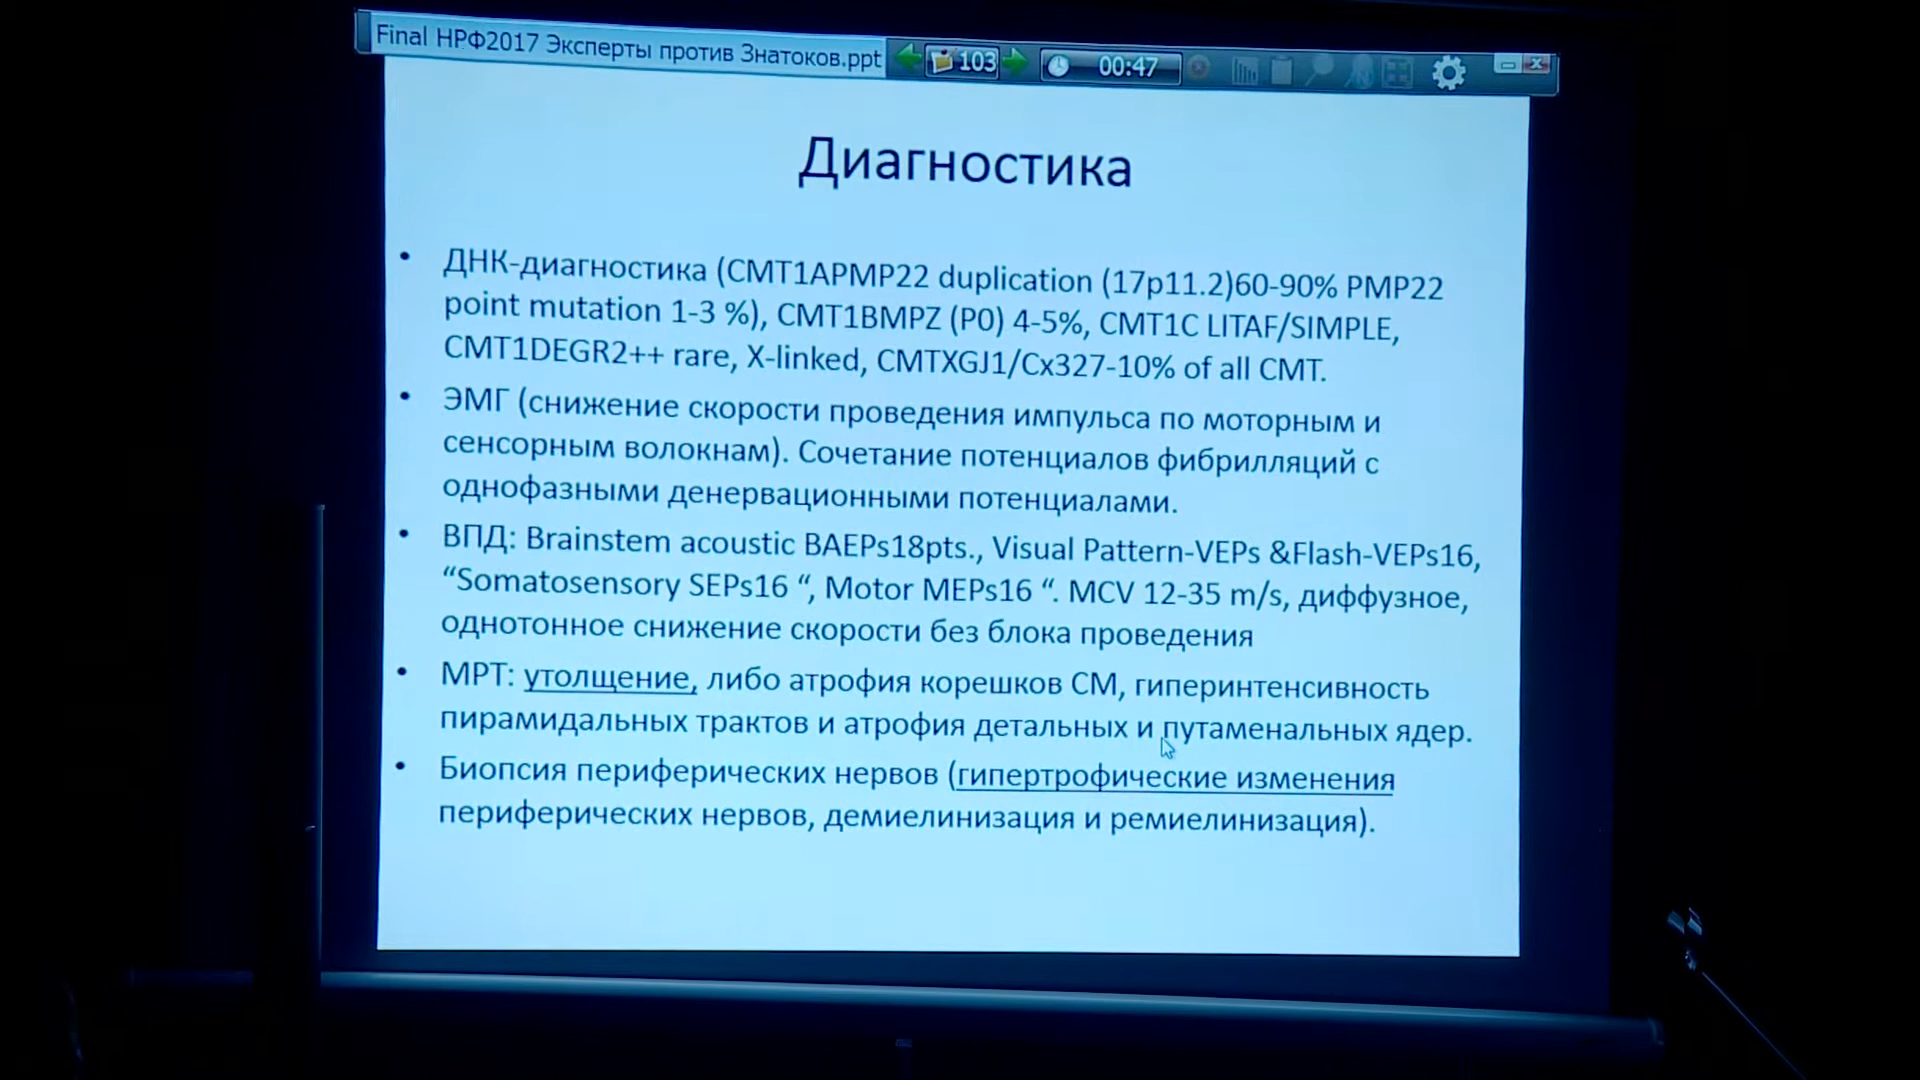 Final НРФ2017 Эксперты против Знатоков.ppt
103
00:47
Диагностика
• ДНК-диагностика (CMT1APMP22 duplication (17p11.2)60-90% PMP22
point mutation 1-3 %), CMT1BMPZ (P0) 4-5%, CMT1C LITAF/SIMPLE,
CMT1DEGR2++ rare, X-linked, CMTXGJ1/Cx327-10% of all CMT.
• ЭМГ (снижение скорости проведения импульса по моторным и
сенсорным волокнам). Сочетание потенциалов фибрилляций с
однофазными денервационными потенциалами.
• ВПД: Brainstem acoustic BAEPs18pts., Visual Pattern-VEPs &Flash-VEPs16,
“Somatosensory SEPs16 “, Motor MEPs16 “. MCV 12-35 m/s, диффузное,
однотонное снижение скорости без блока проведения
• МРТ: утолщение, либо атрофия корешков СМ, гиперинтенсивность
пирамидальных трактов и атрофия детальных и путаменальных ядер.
• Биопсия периферических нервов (гипертрофические изменения
периферических нервов, демиелинизация и ремиелинизация).